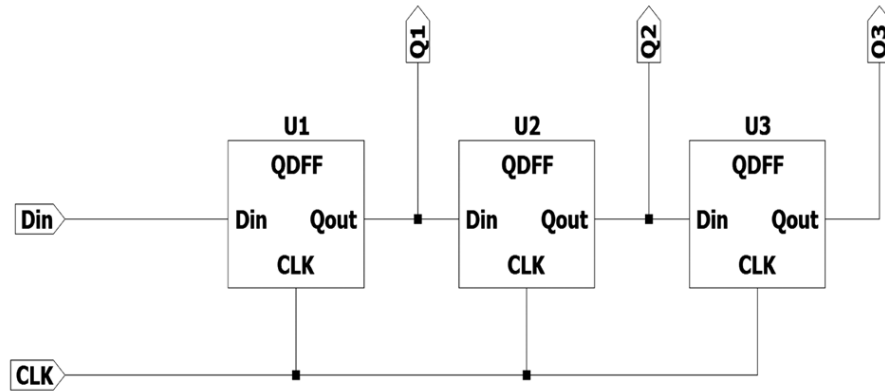 Q1
Q2
Q3
U1
U2
U3
QDFF
QDFF
QDFF
Din
Din
Qout
Din
Qout
Din
Qout
CLK
CLK
CLK
CLK